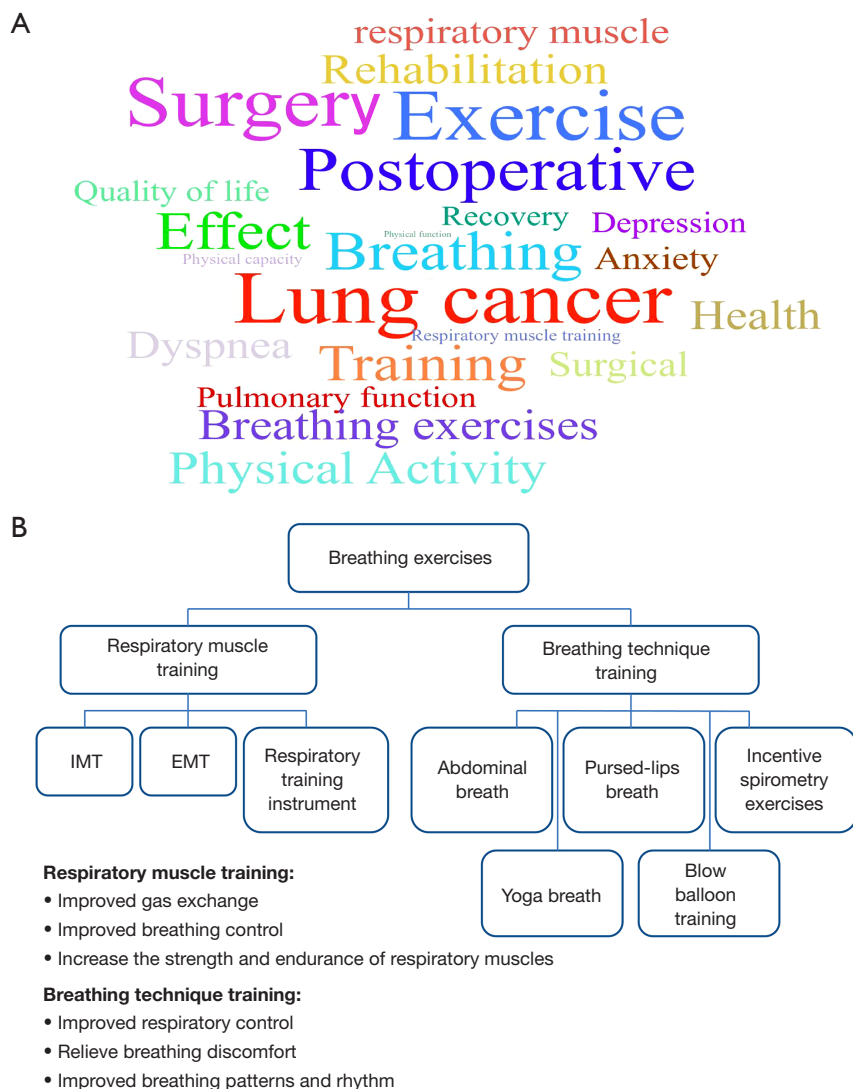 A
respiratory muscle
Rehabilitation
Surgery
Exercise
Postoperative
Quality of life
Recovery
Depression
Effect
Physical function
Breathing
Anxiety
Physical capacity
Lung cancer
Health
Respiratory muscle training
Dyspnea
Training
Surgical
Pulmonary function
Breathing exercises
Physical Activity
B
Breathing exercises
Respiratory muscle
training
Breathing technique
training
IMT
EMT
Respiratory
training
instrument
Abdominal
breath
Pursed-lips
breath
Incentive
spirometry
exercises
Yoga breath
Blow
balloon
training
Respiratory muscle training:
• Improved gas exchange
• Improved breathing control
• Increase the strength and endurance of respiratory muscles
Breathing technique training:
• Improved respiratory control
• Relieve breathing discomfort
• Improved breathing patterns and rhythm